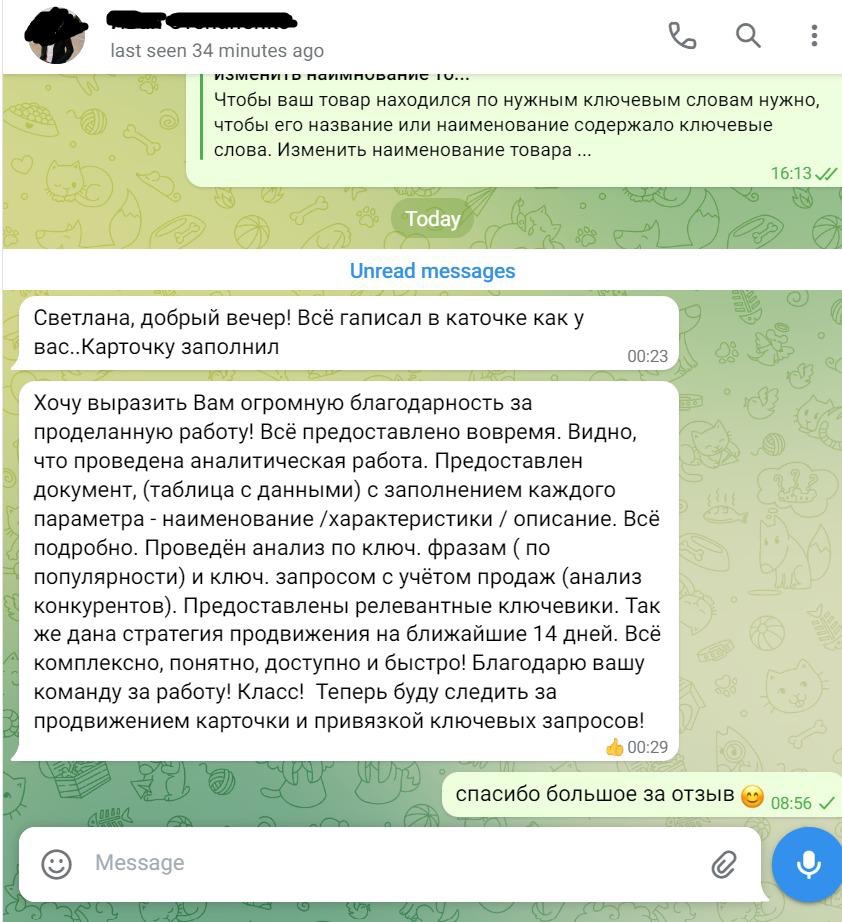 last seen 34 minutes ago
изменить наимнование то...
Чтобы ваш товар находился по нужным ключевым словам нужно,
чтобы его название или наименование содержало ключевые
слова. Изменить наименование товара ...
16:13
Today
Unread messages
Светлана, добрый вечер! Всё гаписал в каточке как у
вас..Карточку заполнил
00:23
Хочу выразить Вам огромную благодарность за
проделанную работу! Всё предоставлено вовремя. Видно,
что проведена аналитическая работа. Предоставлен
документ, (таблица с данными) с заполнением каждого
параметра - наименование /характеристики / описание. Всё
подробно. Проведён анализ по ключ. фразам ( по
популярности) и ключ. запросом с учётом продаж (анализ
конкурентов). Предоставлены релевантные ключевики. Так
же дана стратегия продвижения на ближайшие 14 дней. Всё
комплексно, понятно, доступно и быстро! Благодарю вашу
команду за работу! Класс! Теперь буду следить за
продвижением карточки и привязкой ключевых запросов!
👍 00:29
спасибо большое за отзыв 😊 08:56
Message